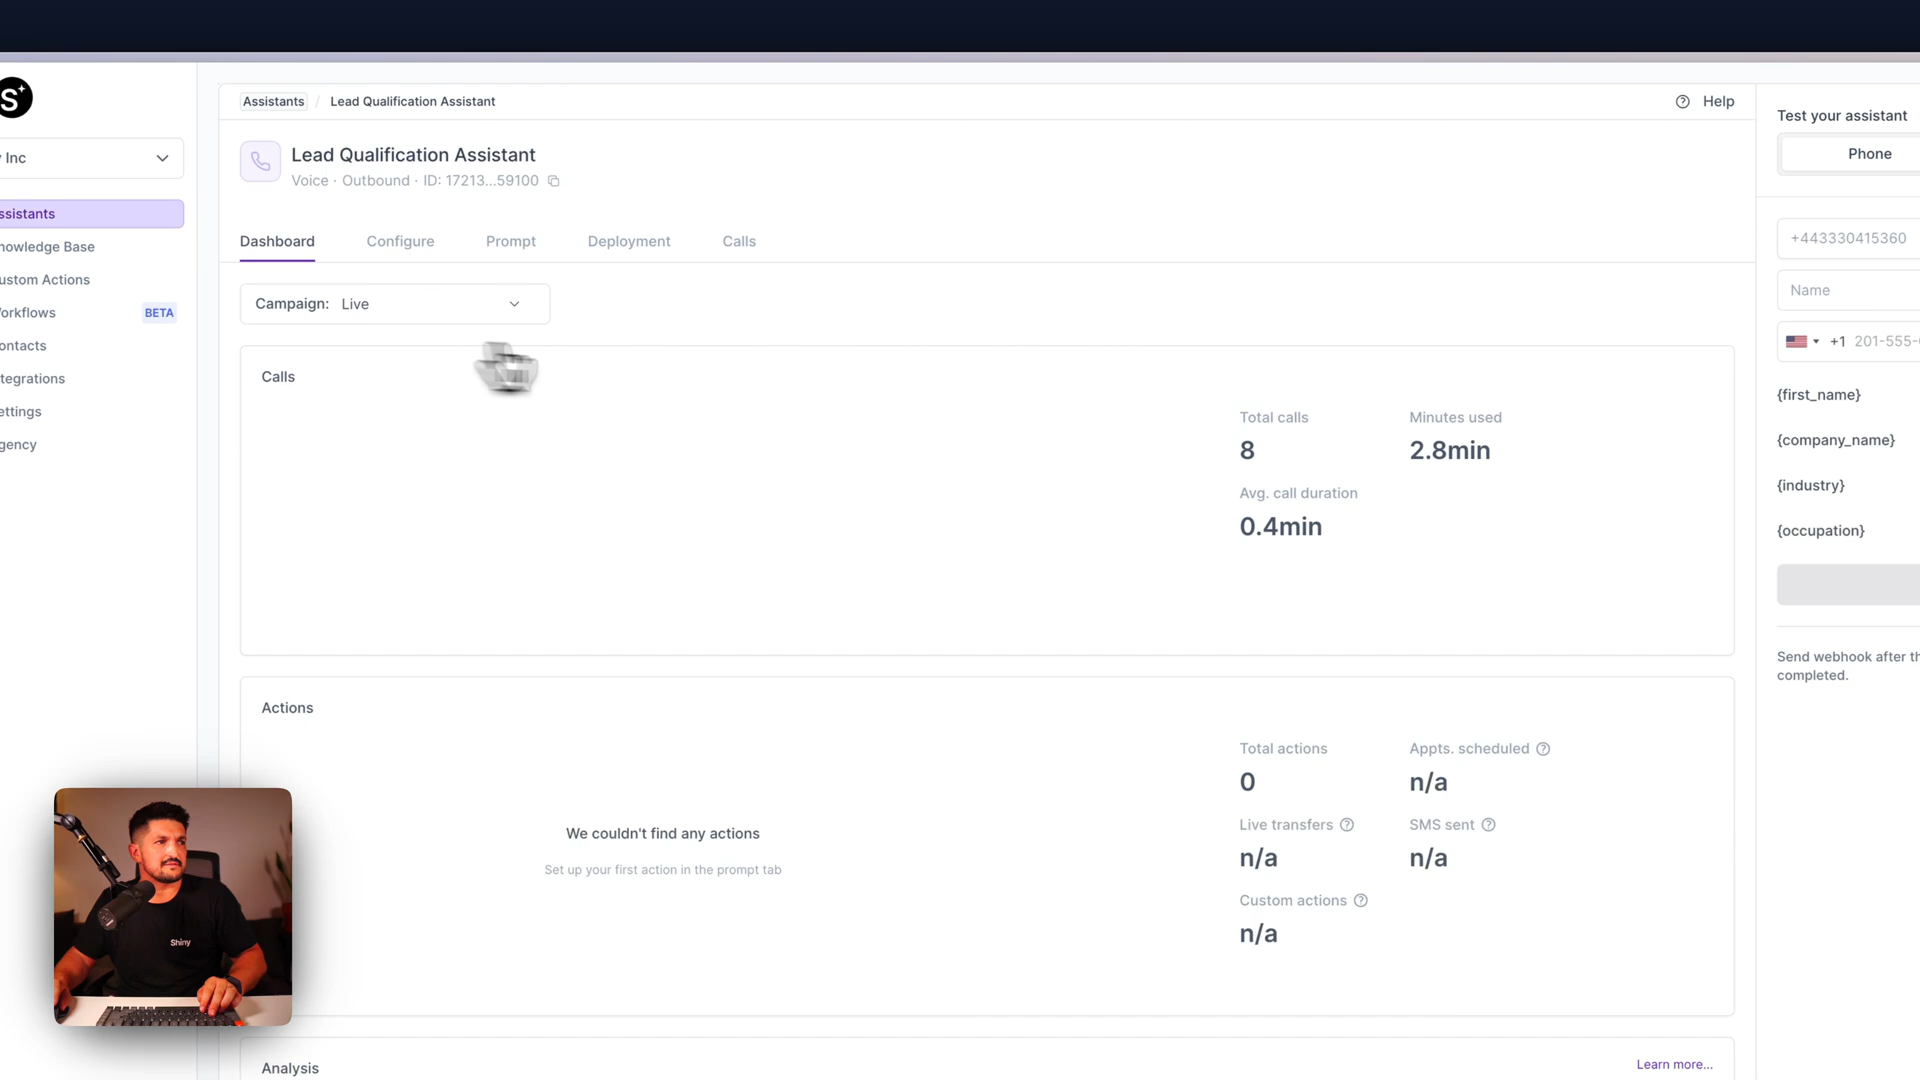 S
Inc
Assistants / Lead Qualification Assistant
Help
Lead Qualification Assistant
Voice · Outbound · ID: 17213...59100
Dashboard Configure Prompt Deployment Calls
Campaign: Live
ssistants
nowledge Base
ustom Actions
orkflows BETA
ontacts
tegrations
ettings
gency
Calls
Total calls Minutes used
8 2.8min
Avg. call duration
0.4min
Actions
We couldn't find any actions
Set up your first action in the prompt tab
Total actions Appts. scheduled
0 n/a
Live transfers SMS sent
n/a n/a
Custom actions
n/a
Analysis
Learn more...
Test your assistant
Phone
+443330415360
Name
+1 201-555-
{first_name}
{company_name}
{industry}
{occupation}
Send webhook after th
completed.
Shiny